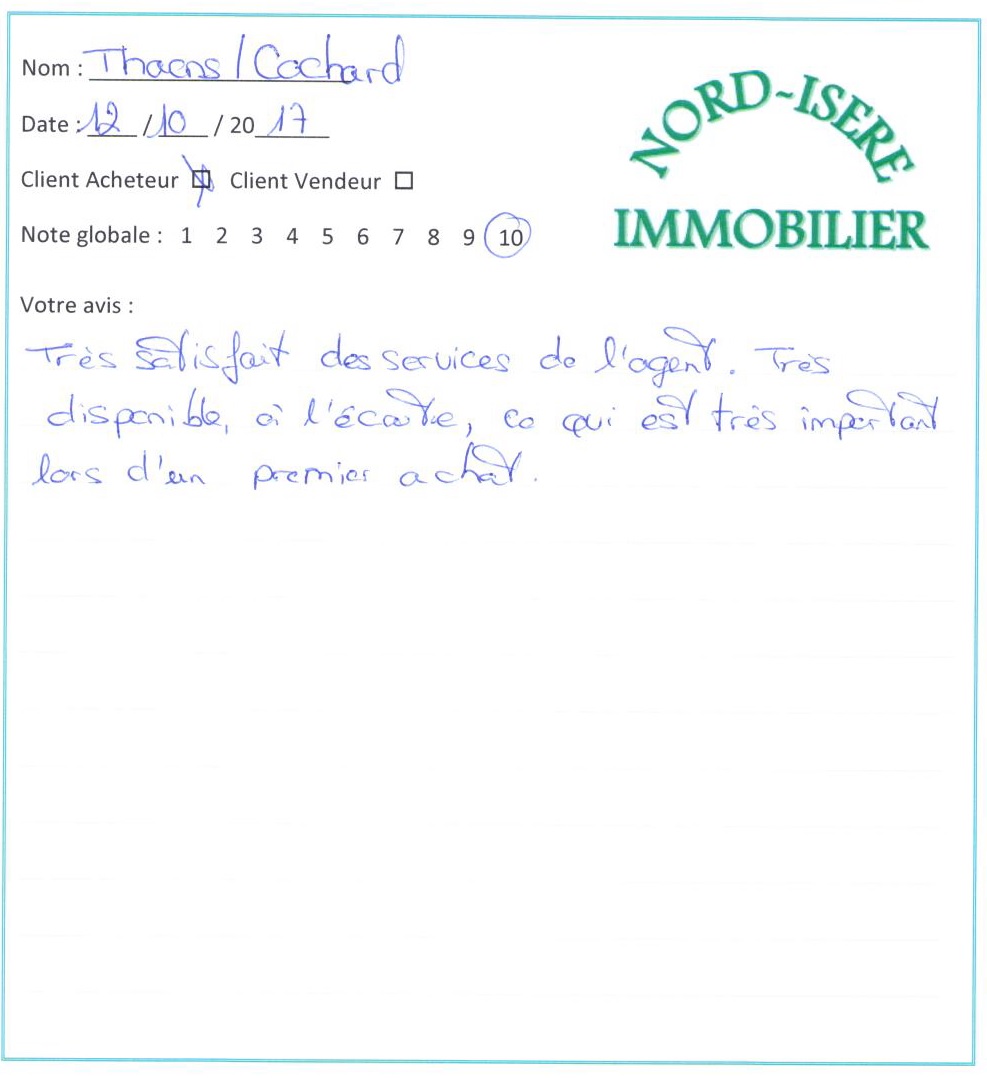 Nom : Thaens / Cochard
Date : 12 / 10 / 20 17
Client Acheteur ☒ Client Vendeur ☐
Note globale : 1 2 3 4 5 6 7 8 9 10
NORD-ISERE
IMMOBILIER
Votre avis :
Très satisfait des services de l'agent. Très
disponible, à l'écoute, ce qui est très important
lors d'un premier achat.